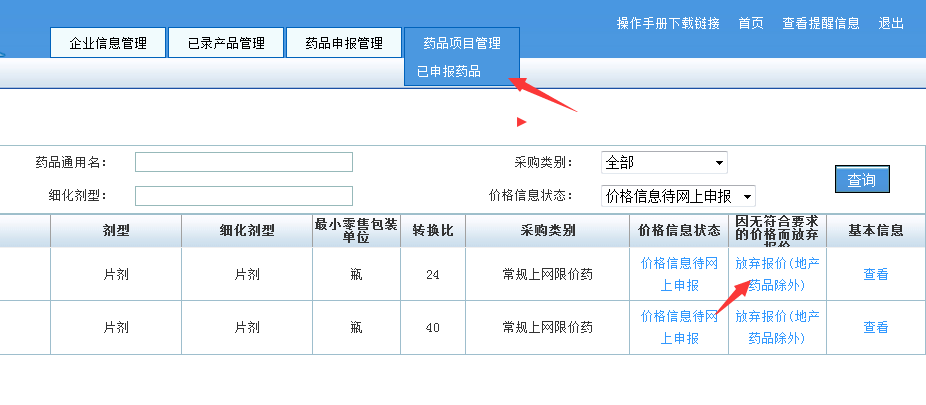 操作手册下载链接 首页 查看提醒信息 退出
企业信息管理 已录产品管理 药品申报管理 药品项目管理
已申报药品
药品通用名： 采购类别： 全部
查询
细化剂型： 价格信息状态： 价格信息待网上申报
剂型 细化剂型 最小零售包装单位 转换比 采购类别 价格信息状态 因无符合要求的价格而放弃报价 基本信息
片剂 片剂 瓶 24 常规上网限价药 价格信息待网上申报 放弃报价(地产药品除外) 查看
片剂 片剂 瓶 40 常规上网限价药 价格信息待网上申报 放弃报价(地产药品除外) 查看